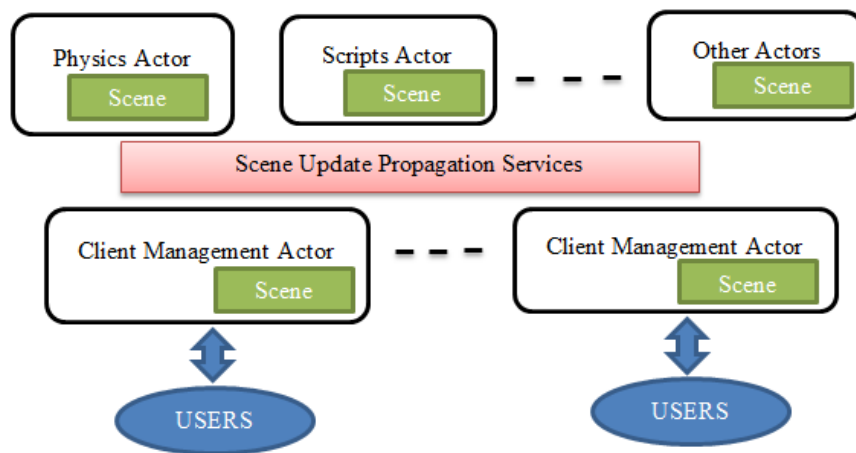 Physics Actor
Scene
Scripts Actor
Scene
Other Actors
Scene
Scene Update Propagation Services
Client Management Actor
Scene
Client Management Actor
Scene
USERS
USERS